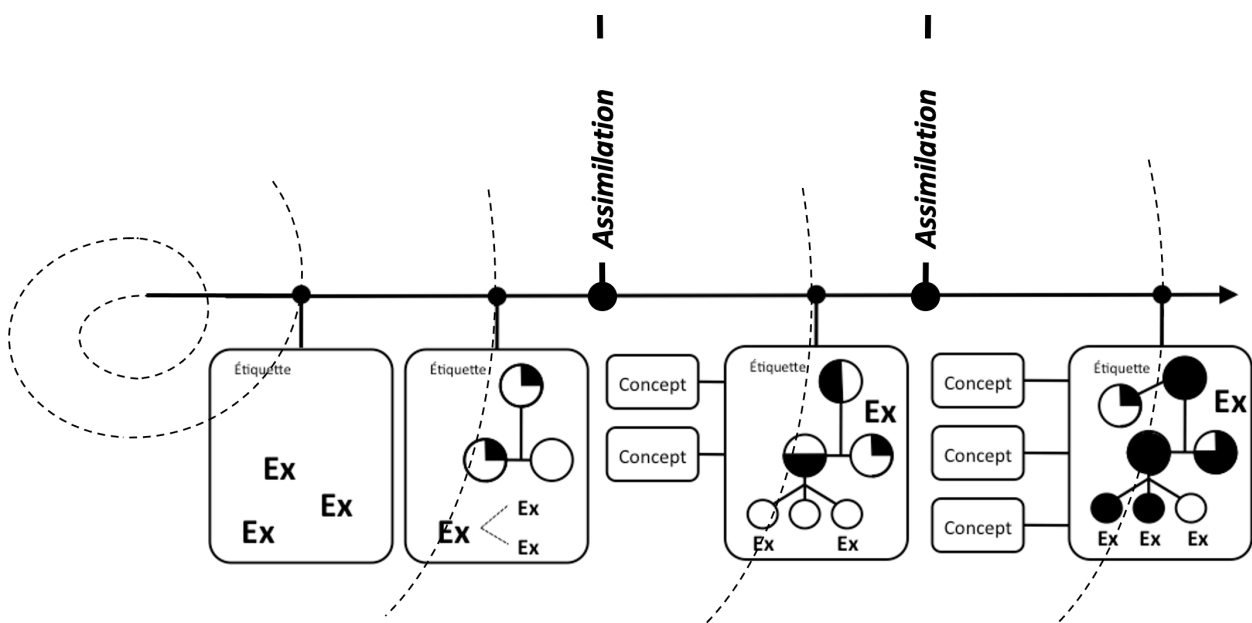 Assimilation
Assimilation
Étiquette
Ex
Ex
Ex
Étiquette
Ex
Ex
Ex
Concept
Concept
Étiquette
Ex
Ex
Ex
Concept
Concept
Concept
Étiquette
Ex
Ex
Ex
Ex